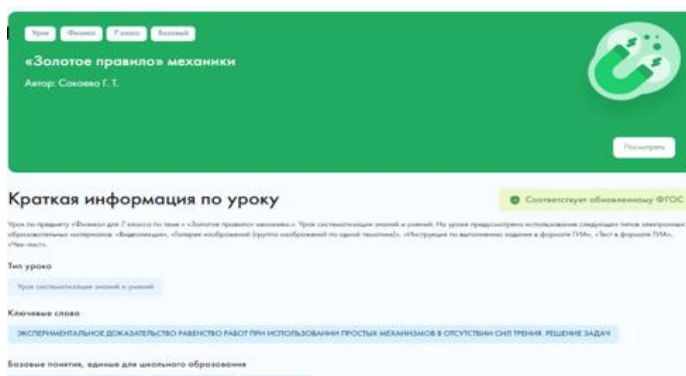 Урок Физика 7 класс Базовый
«Золотое правило» механики
Автор: Сокаева Г. Т.
Посмотреть
Краткая информация по уроку
Соответствует обновленному ФГОС
Урок по предмету «Физика» для 7 класса по теме « «Золотое правило» механики». Урок систематизации знаний и умений. На уроке предусмотрено использование следующих типов электронных
образовательных материалов: «Видеолекция», «Галерея изображений (группа изображений по одной тематике)», «Инструкция по выполнению задания в формате ГИА», «Тест в формате ГИА»,
«Чек-лист».
Тип урока
Урок систематизации знаний и умений
Ключевые слова
ЭКСПЕРИМЕНТАЛЬНОЕ ДОКАЗАТЕЛЬСТВО РАВЕНСТВО РАБОТ ПРИ ИСПОЛЬЗОВАНИИ ПРОСТЫХ МЕХАНИЗМОВ В ОТСУТСТВИИ СИЛ ТРЕНИЯ. РЕШЕНИЕ ЗАДАЧ
Базовые понятия, единые для школьного образования